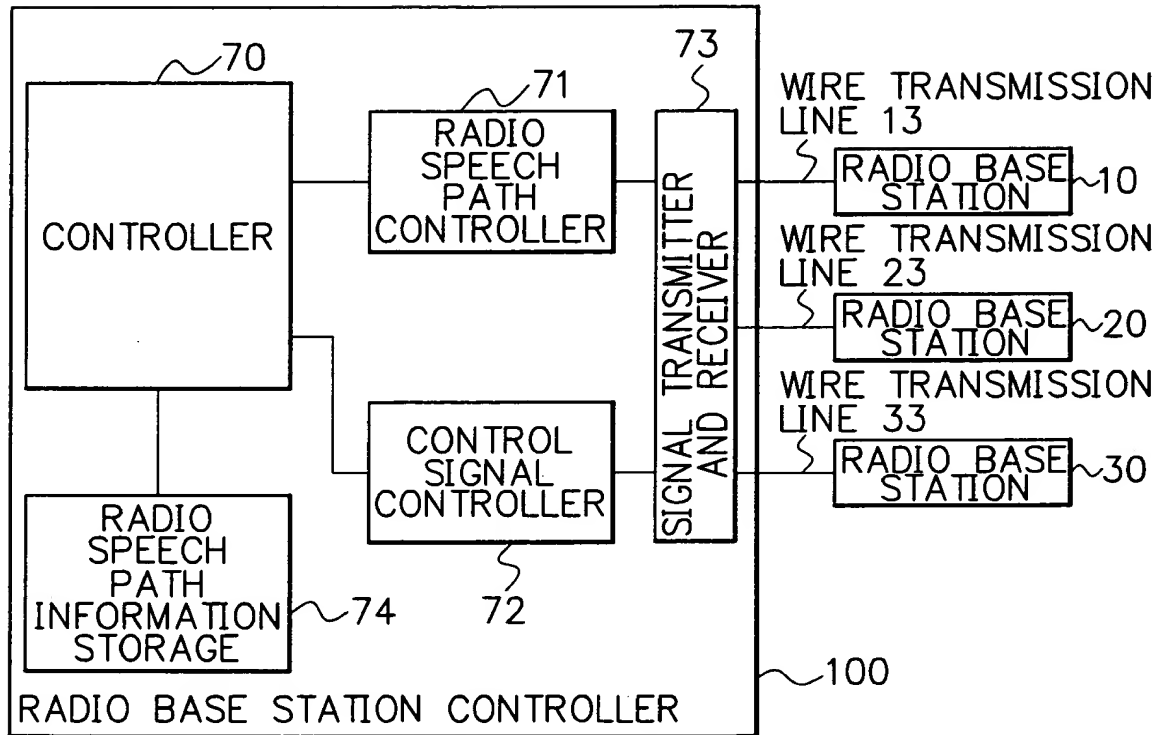 70
CONTROLLER
71
RADIO
SPEECH
PATH
CONTROLLER
73
SIGNAL TRANSMITTER
AND RECEIVER
CONTROL
SIGNAL
CONTROLLER
72
RADIO
SPEECH
PATH
INFORMATION
STORAGE
74
RADIO BASE STATION CONTROLLER
100
WIRE TRANSMISSION
LINE 13
RADIO BASE
STATION
10
WIRE TRANSMISSION
LINE 23
RADIO BASE
STATION
20
WIRE TRANSMISSION
LINE 33
RADIO BASE
STATION
30